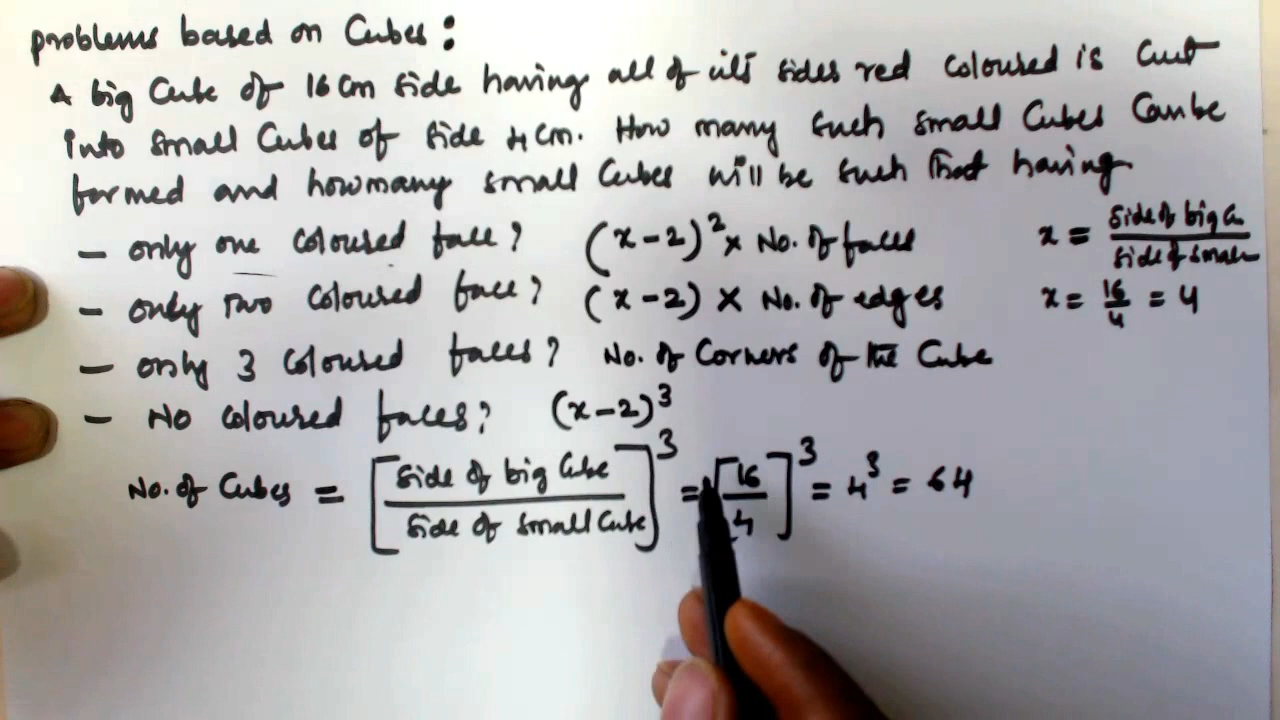 problems based on Cubes:
A big Cube of 16 Cm side having all of its sides red coloured is Cut
into small Cubes of side 4 cm. How many such small Cubes Can be
formed and howmany small Cubes will be such that having
- only one coloured face? (x-2)² x No. of faces
x = Side of big Cu / Side of small
- only two coloured face? (x-2) x No. of edges
x = 16/4 = 4
- only 3 coloured faces? No. of Corners of the Cube
- No coloured faces? (x-2)³
No. of Cubes = [Side of big Cube / Side of small Cube]³ = [16/4]³ = 4³ = 64